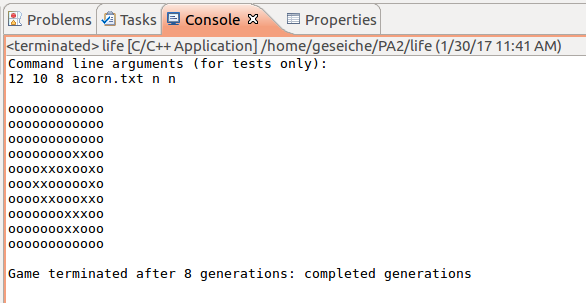 Problems Tasks Console Properties
<terminated> life [C/C++ Application] /home/geseiche/PA2/life (1/30/17 11:41 AM)
Command line arguments (for tests only):
12 10 8 acorn.txt n n
oooooooooooo
oooooooooooo
oooooooooooo
ooooooooxxoo
ooooxxoxooxo
oooxxoooooxo
ooooxxoooxxo
oooooooxxxoo
oooooooxxooo
oooooooooooo
Game terminated after 8 generations: completed generations